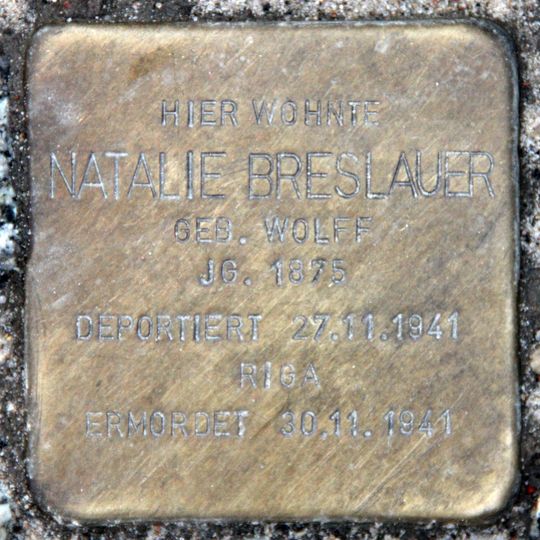 HIER WOHNTE
NATALIE BRESLAUER
GEB. WOLFF
JG. 1875
DEPORTIERT 27.11.1941
RIGA
ERMORDET 30.11.1941